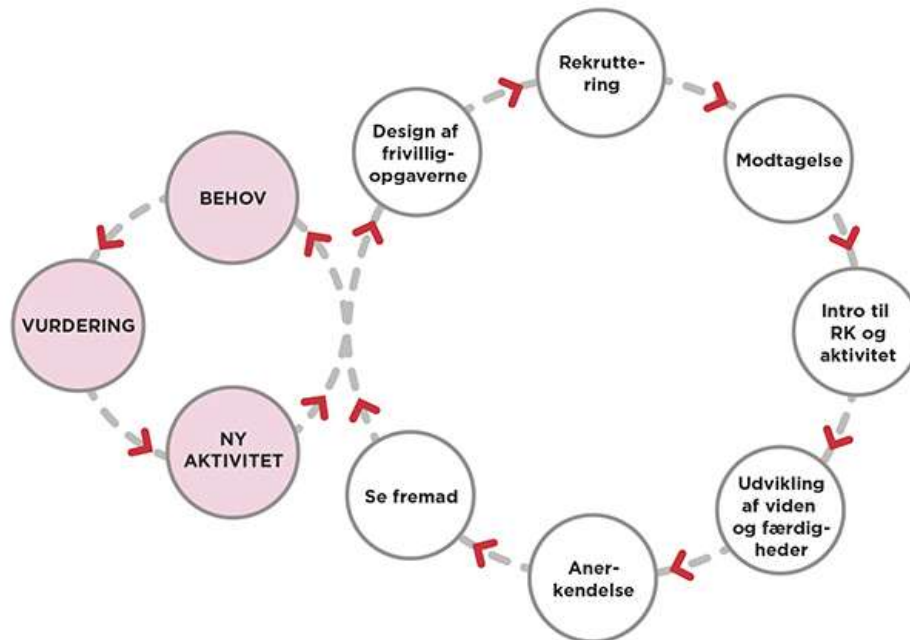 BEHOV
VURDERING
NY
AKTIVITET
Design af
frivillig-
opgaverne
Rekrutte-
ring
Modtagelse
Intro til
RK og
aktivitet
Udvikling
af viden
og færdig-
heder
Aner-
kendelse
Se fremad